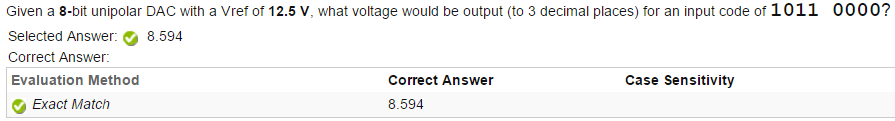 Given a 8-bit unipolar DAC with a Vref of 12.5 V, what voltage would be output (to 3 decimal places) for an input code of 1011 0000?
Selected Answer: 8.594
Correct Answer:
Evaluation Method Correct Answer Case Sensitivity
Exact Match 8.594